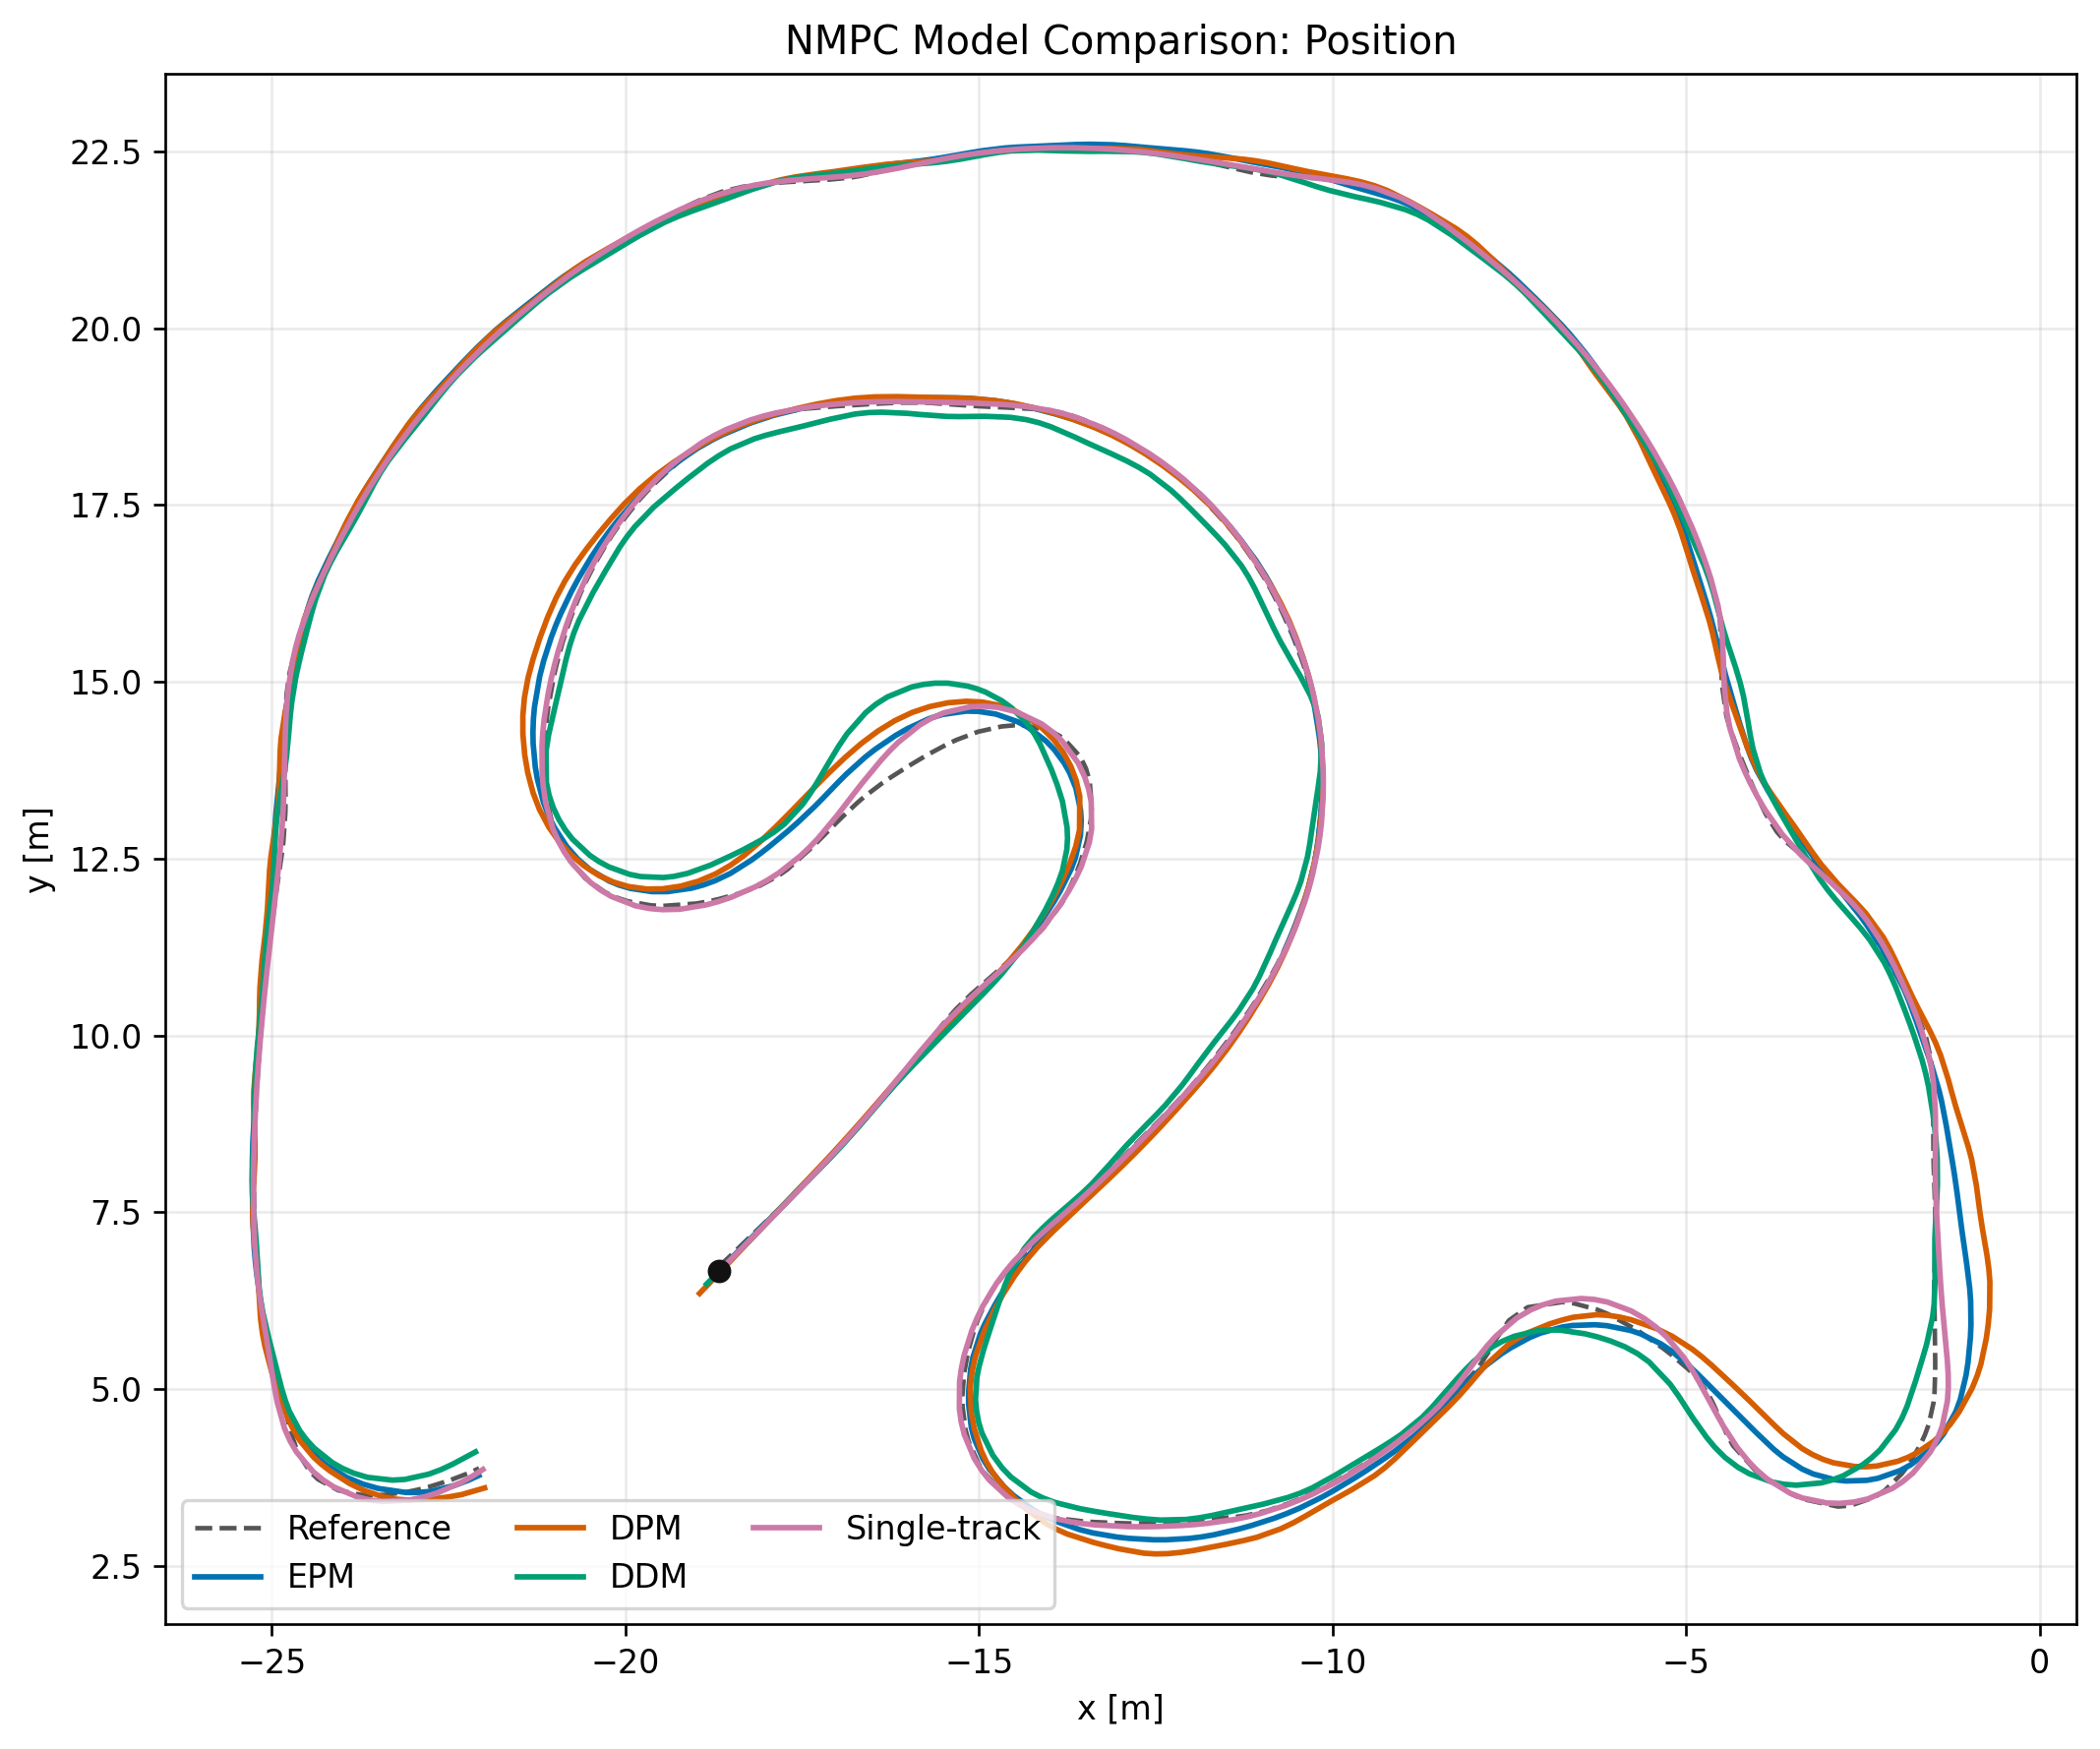 NMPC Model Comparison: Position
y [m]
22.5
20.0
17.5
15.0
12.5
10.0
7.5
5.0
2.5
Reference
EPM
DPM
DDM
Single-track
−25
−20
−15
−10
−5
0
x [m]